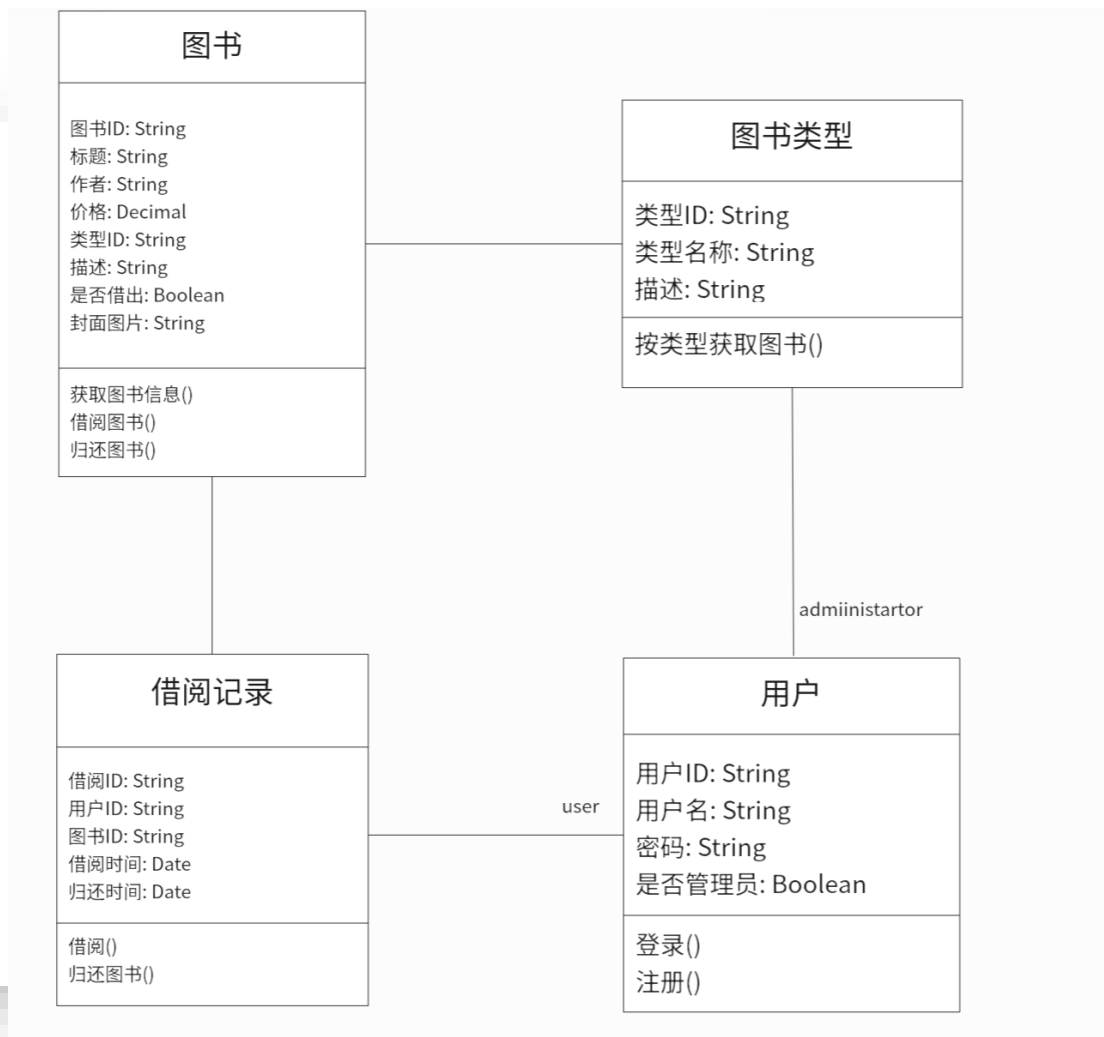 图书
图书ID: String
标题: String
作者: String
价格: Decimal
类型ID: String
描述: String
是否借出: Boolean
封面图片: String
获取图书信息()
借阅图书()
归还图书()
图书类型
类型ID: String
类型名称: String
描述: String
按类型获取图书()
admiinistartor
借阅记录
借阅ID: String
用户ID: String
图书ID: String
借阅时间: Date
归还时间: Date
借阅()
归还图书()
user
用户
用户ID: String
用户名: String
密码: String
是否管理员: Boolean
登录()
注册()